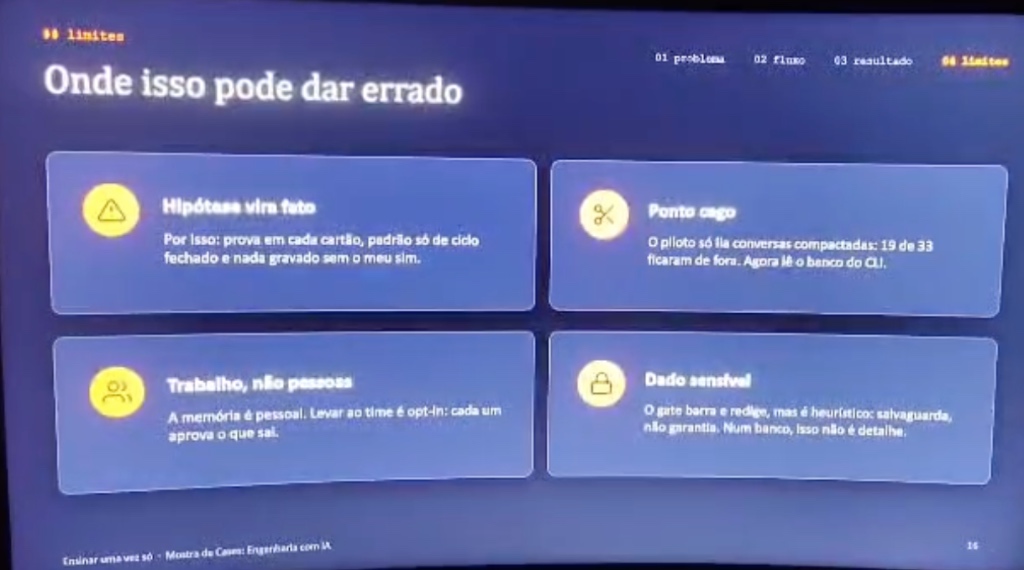 limites
01 problema 02 fluxo 03 resultado 04 limites
Onde isso pode dar errado
Hipótese vira fato
Por isso: prova em cada cartão, padrão só de ciclo
fechado e nada gravado sem o meu sim.
Ponto cego
O piloto só lia conversas compactadas: 19 de 33
ficaram de fora. Agora lê o banco do CLI.
Trabalho, não pessoas
A memória é pessoal. Levar ao time é opt-in: cada um
aprova o que sai.
Dado sensível
O gate barra e redige, mas é heurístico: salvaguarda,
não garantia. Num banco, isso não é detalhe.
Ensinar uma vez só · Mostra de Cases: Engenharia com IA
16